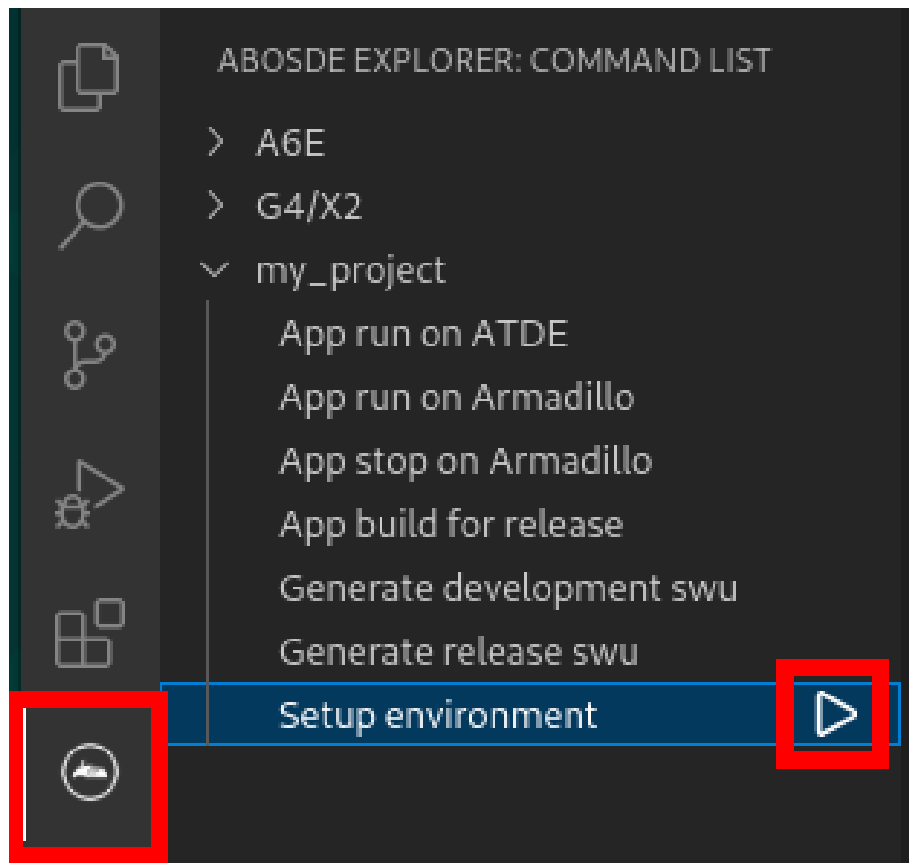 ABOSDE EXPLORER: COMMAND LIST
A6E
G4/X2
my_project
App run on ATDE
App run on Armadillo
App stop on Armadillo
App build for release
Generate development swu
Generate release swu
Setup environment